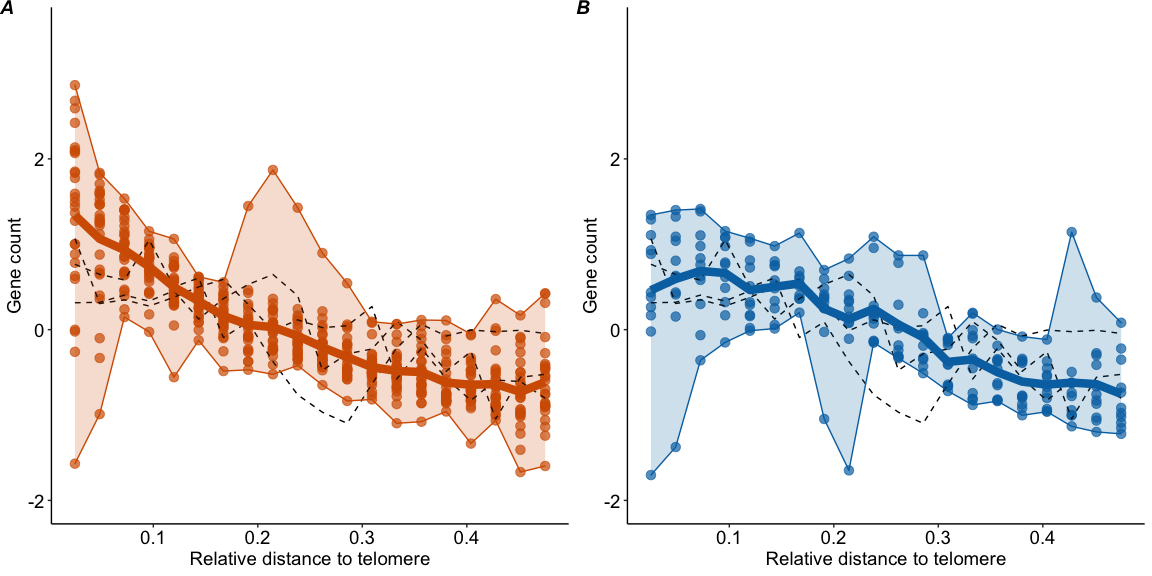 A
Gene count
2
0
-2
0.1 0.2 0.3 0.4
Relative distance to telomere
B
Gene count
2
0
-2
0.1 0.2 0.3 0.4
Relative distance to telomere